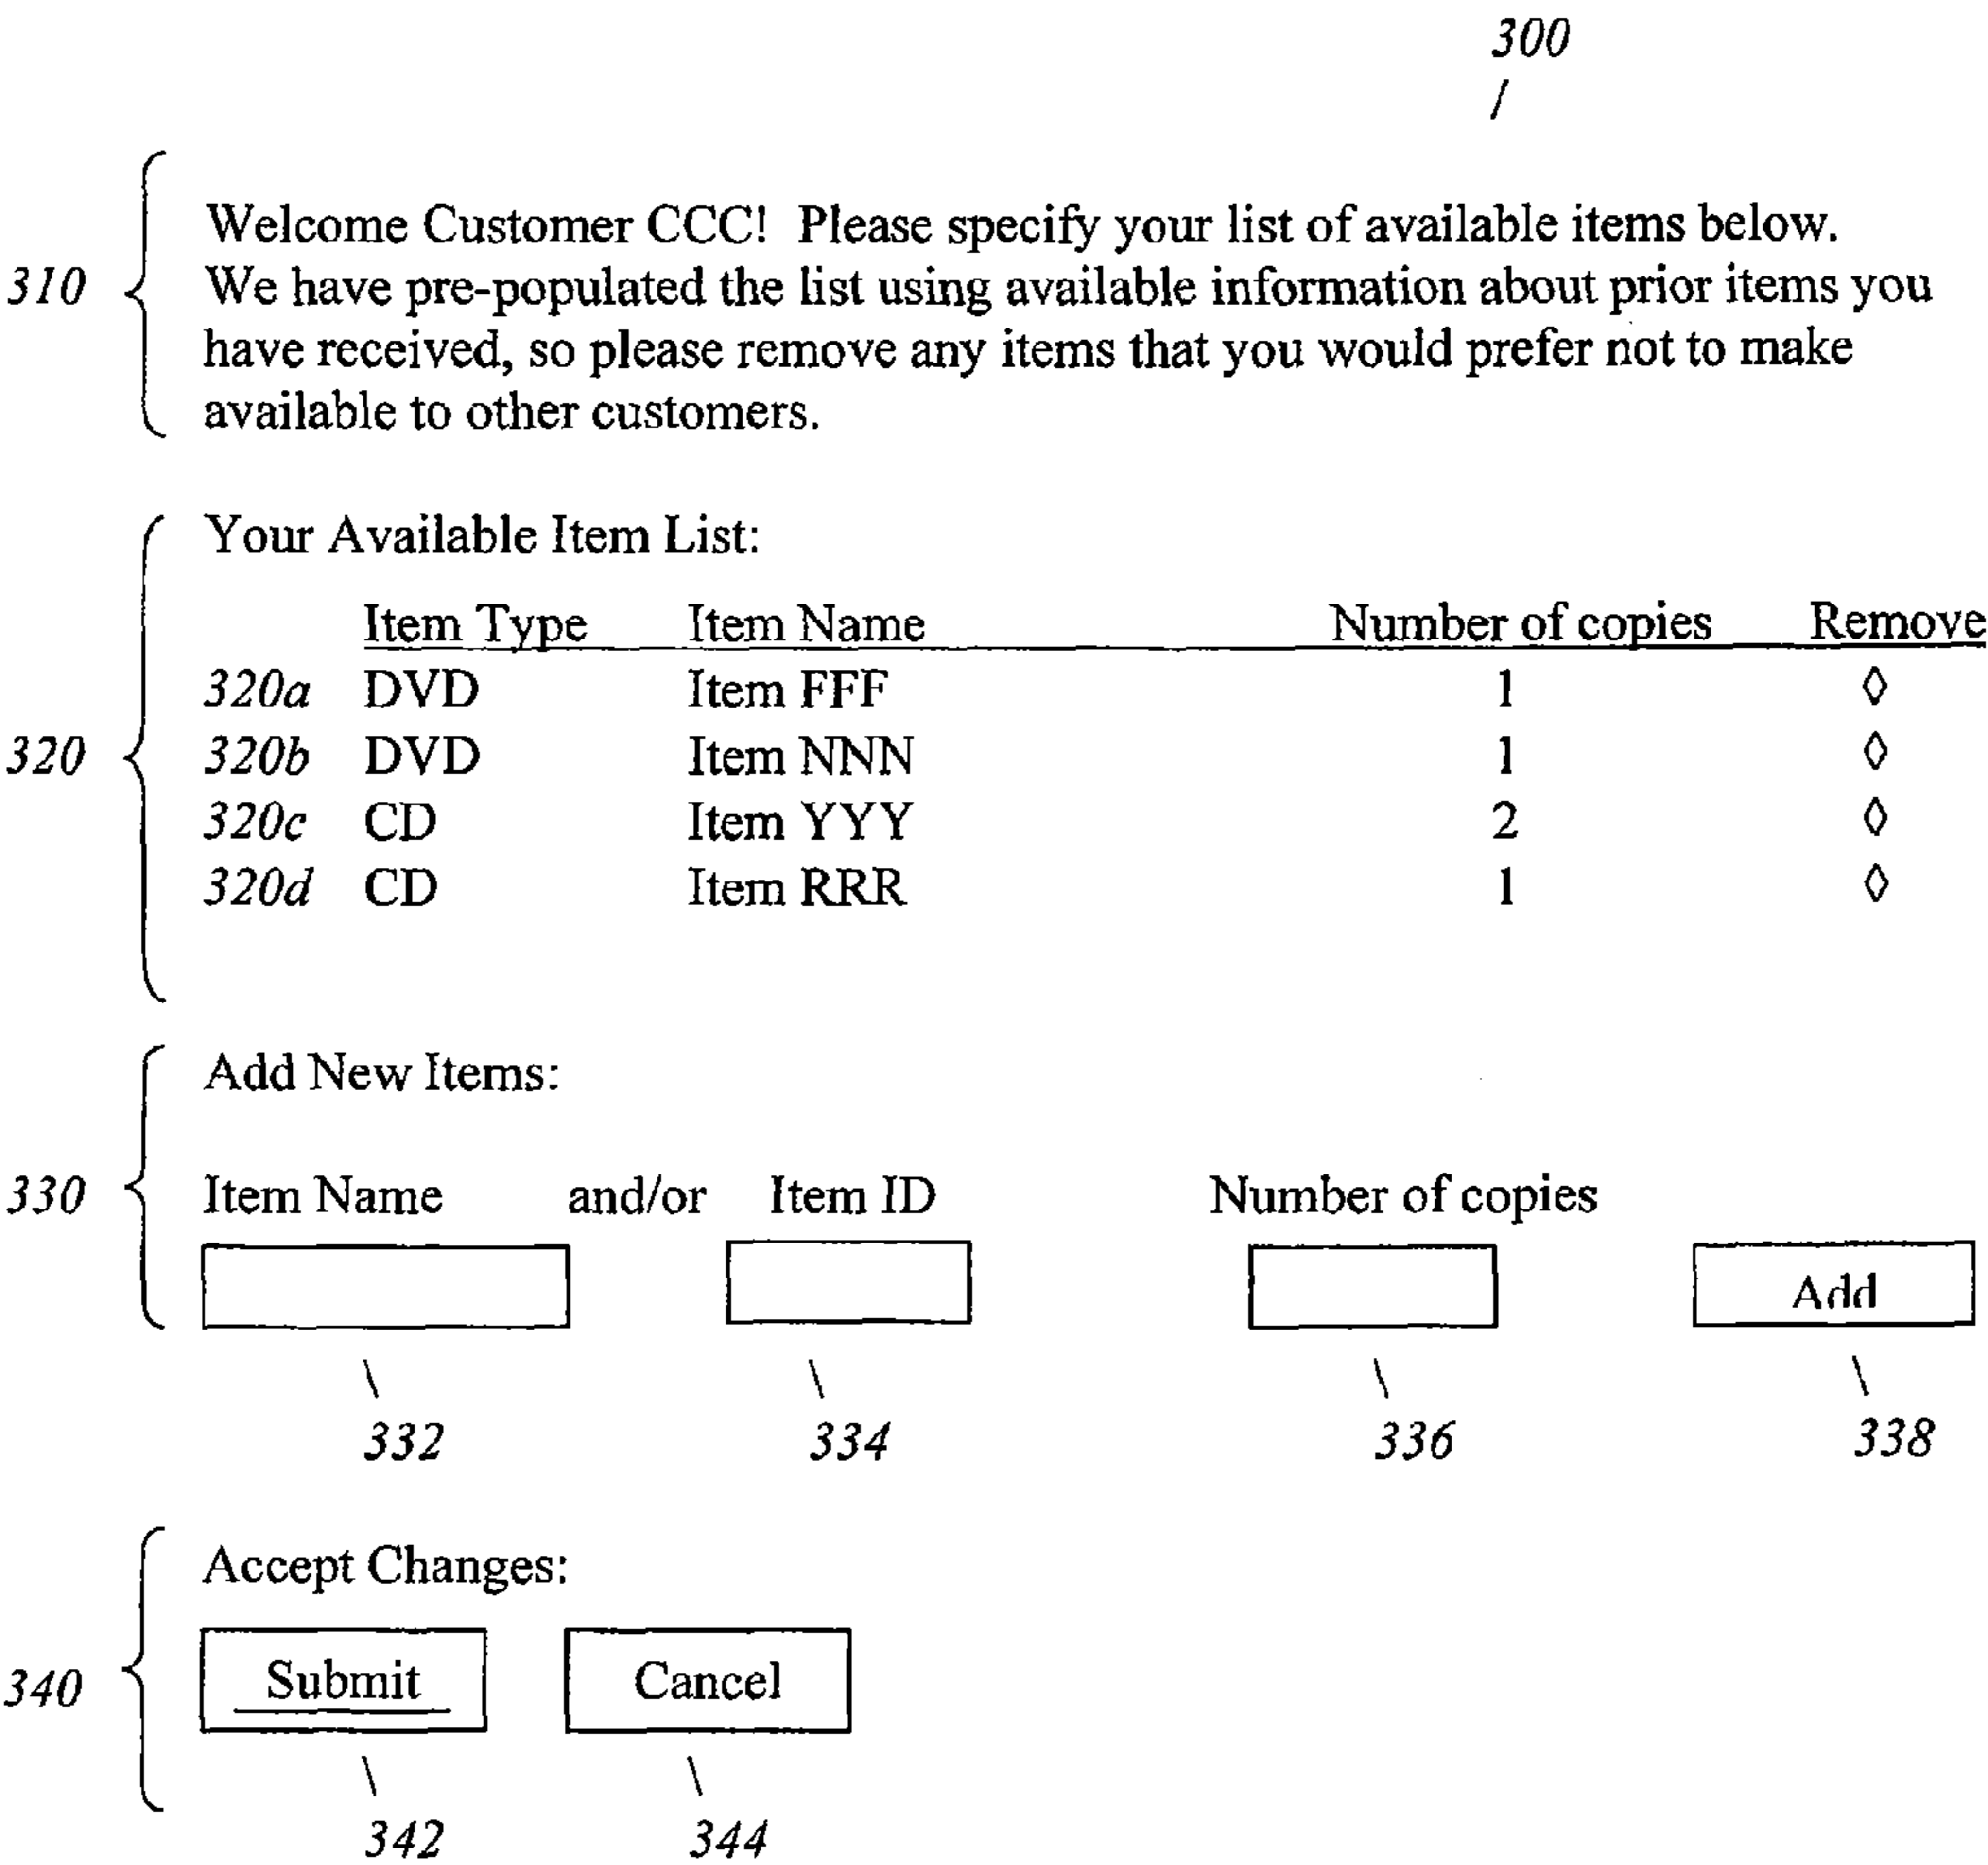 300
Welcome Customer CCC! Please specify your list of available items below.
310 We have pre-populated the list using available information about prior items you
have received, so please remove any items that you would prefer not to make
available to other customers.
Your Available Item List:
Item Type Item Name Number of copies Remove
320a DVD Item FFF 1 ◊
320 320b DVD Item NNN 1 ◊
320c CD Item YYY 2 ◊
320d CD Item RRR 1 ◊
Add New Items:
330 Item Name and/or Item ID Number of copies
Add
332 334 336 338
Accept Changes:
340 Submit Cancel
342 344